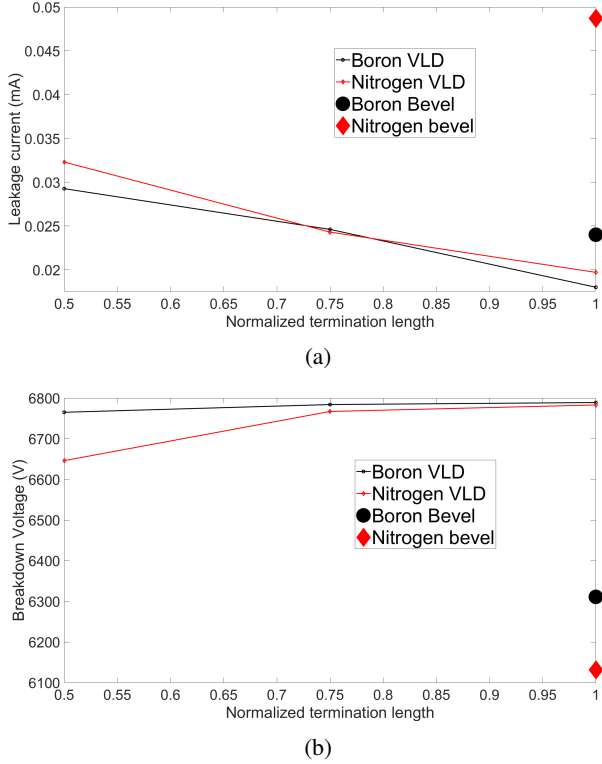 0.05
0.045
0.04
0.035
0.03
0.025
0.02
Leakage current (mA)
Boron VLD
Nitrogen VLD
Boron Bevel
Nitrogen bevel
0.5 0.55 0.6 0.65 0.7 0.75 0.8 0.85 0.9 0.95 1
Normalized termination length
(a)
6800
6700
6600
6500
6400
6300
6200
6100
Breakdown Voltage (V)
Boron VLD
Nitrogen VLD
Boron Bevel
Nitrogen bevel
0.5 0.55 0.6 0.65 0.7 0.75 0.8 0.85 0.9 0.95 1
Normalized termination length
(b)